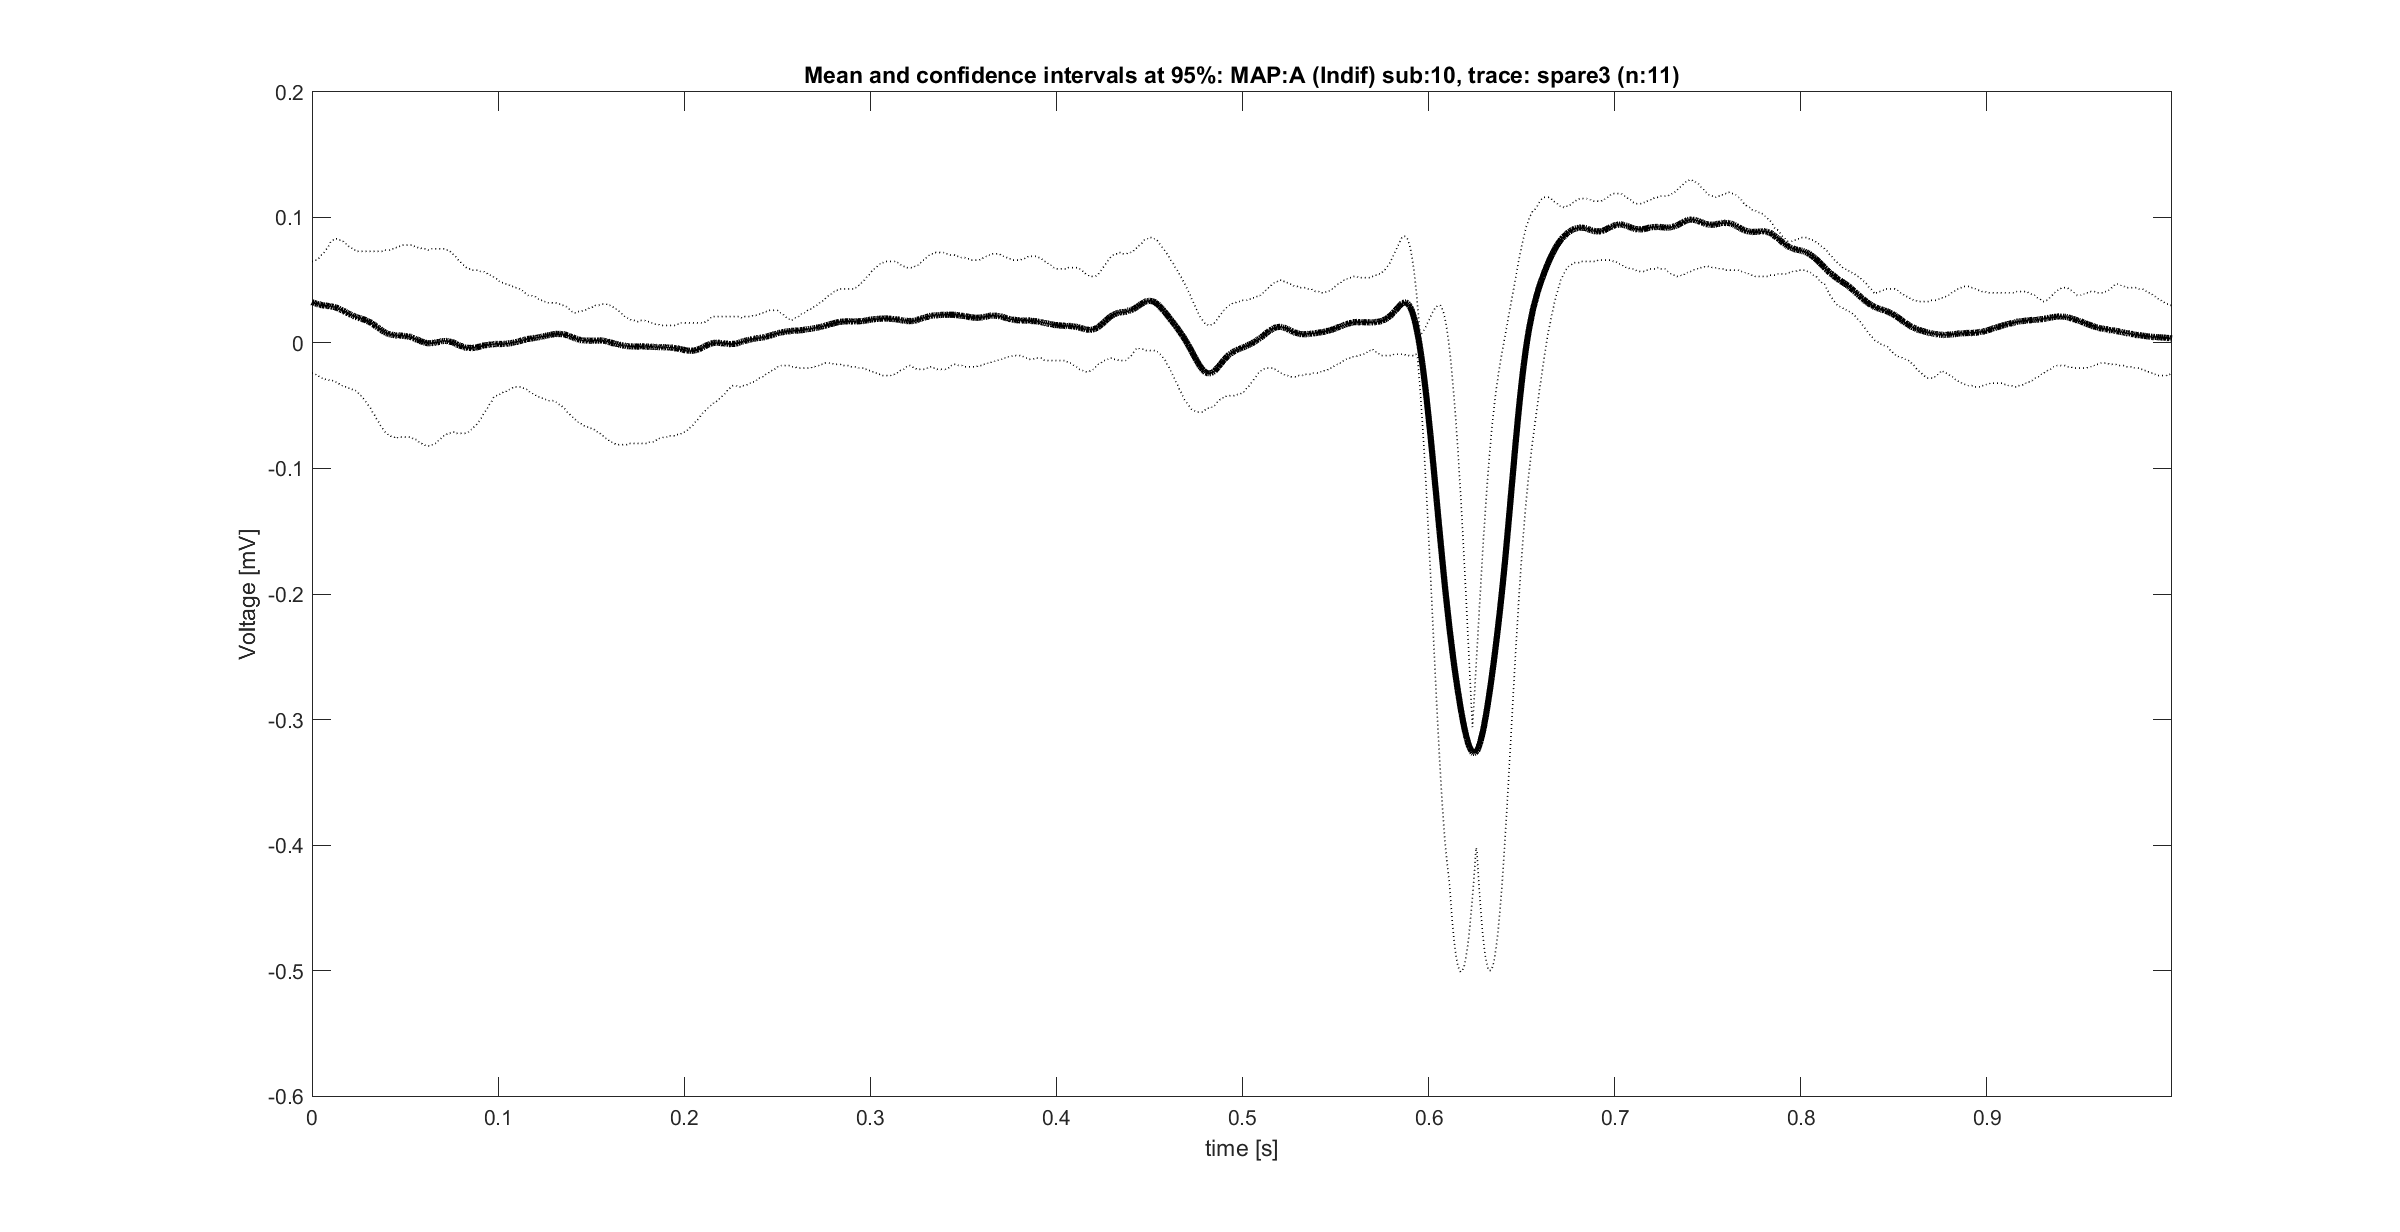 Mean and confidence intervals at 95%: MAP:A (Indif) sub:10, trace: spare3 (n:11)
0.2
0.1
0
-0.1
-0.2
-0.3
-0.4
-0.5
-0.6
Voltage [mV]
0 0.1 0.2 0.3 0.4 0.5 0.6 0.7 0.8 0.9
time [s]